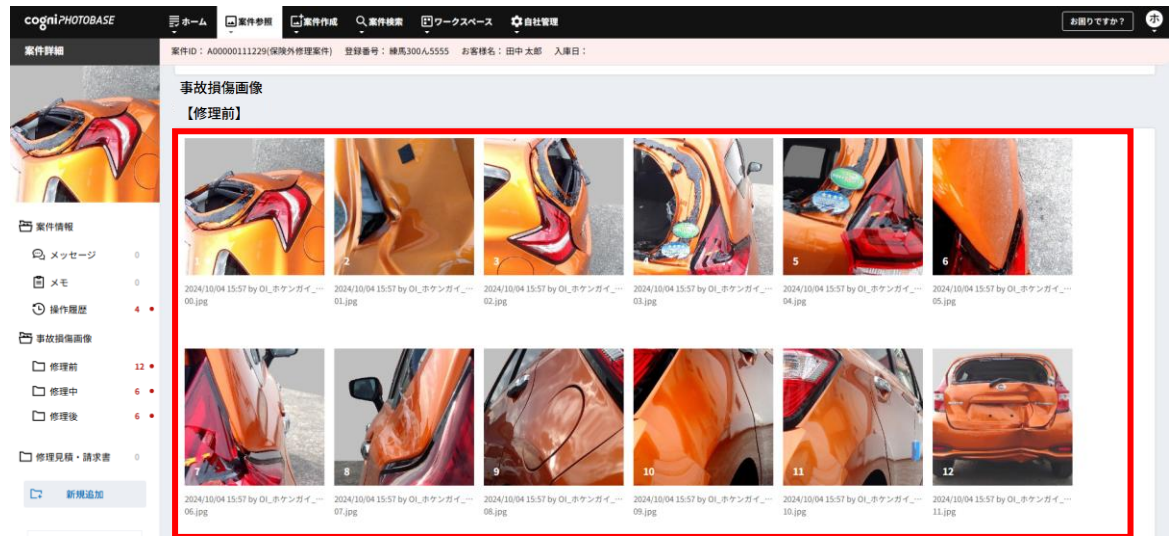 cogni PHOTOBASE
ホーム
案件参照
案件作成
案件検索
ワークスペース
自社管理
お困りですか？
ホ
案件詳細
案件ID： A00000111229(保険外修理案件) 登録番号： 練馬300ん5555 お客様名： 田中 太郎 入庫日：
案件情報
メッセージ 0
メモ 0
操作履歴 4
事故損傷画像
修理前 12
修理中 6
修理後 6
修理見積・請求書 0
新規追加
事故損傷画像
【修理前】
1
2
3
4
5
6
2024/10/04 15:57 by OI_ホケンガイ_…
00.jpg
2024/10/04 15:57 by OI_ホケンガイ_…
01.jpg
2024/10/04 15:57 by OI_ホケンガイ_…
02.jpg
2024/10/04 15:57 by OI_ホケンガイ_…
03.jpg
2024/10/04 15:57 by OI_ホケンガイ_…
04.jpg
2024/10/04 15:57 by OI_ホケンガイ_…
05.jpg
7
8
9
10
11
12
2024/10/04 15:57 by OI_ホケンガイ_…
06.jpg
2024/10/04 15:57 by OI_ホケンガイ_…
07.jpg
2024/10/04 15:57 by OI_ホケンガイ_…
08.jpg
2024/10/04 15:57 by OI_ホケンガイ_…
09.jpg
2024/10/04 15:57 by OI_ホケンガイ_…
10.jpg
2024/10/04 15:57 by OI_ホケンガイ_…
11.jpg